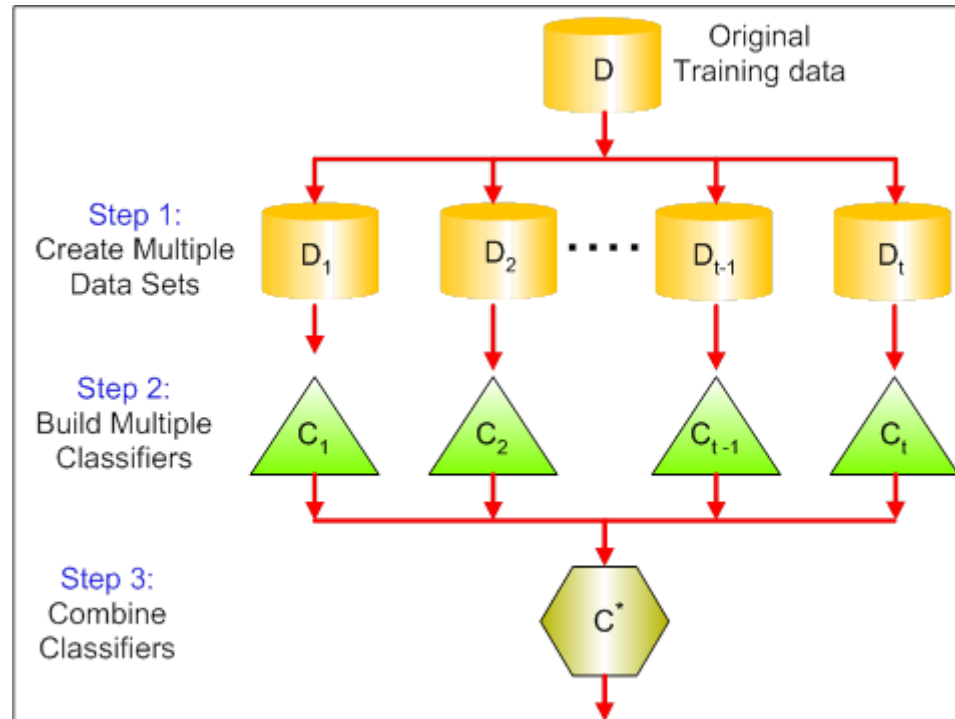 D
Original
Training data
Step 1:
Create Multiple
Data Sets
D₁
D₂
....
Dₜ₋₁
Dₜ
Step 2:
Build Multiple
Classifiers
C₁
C₂
Cₜ₋₁
Cₜ
Step 3:
Combine
Classifiers
C*